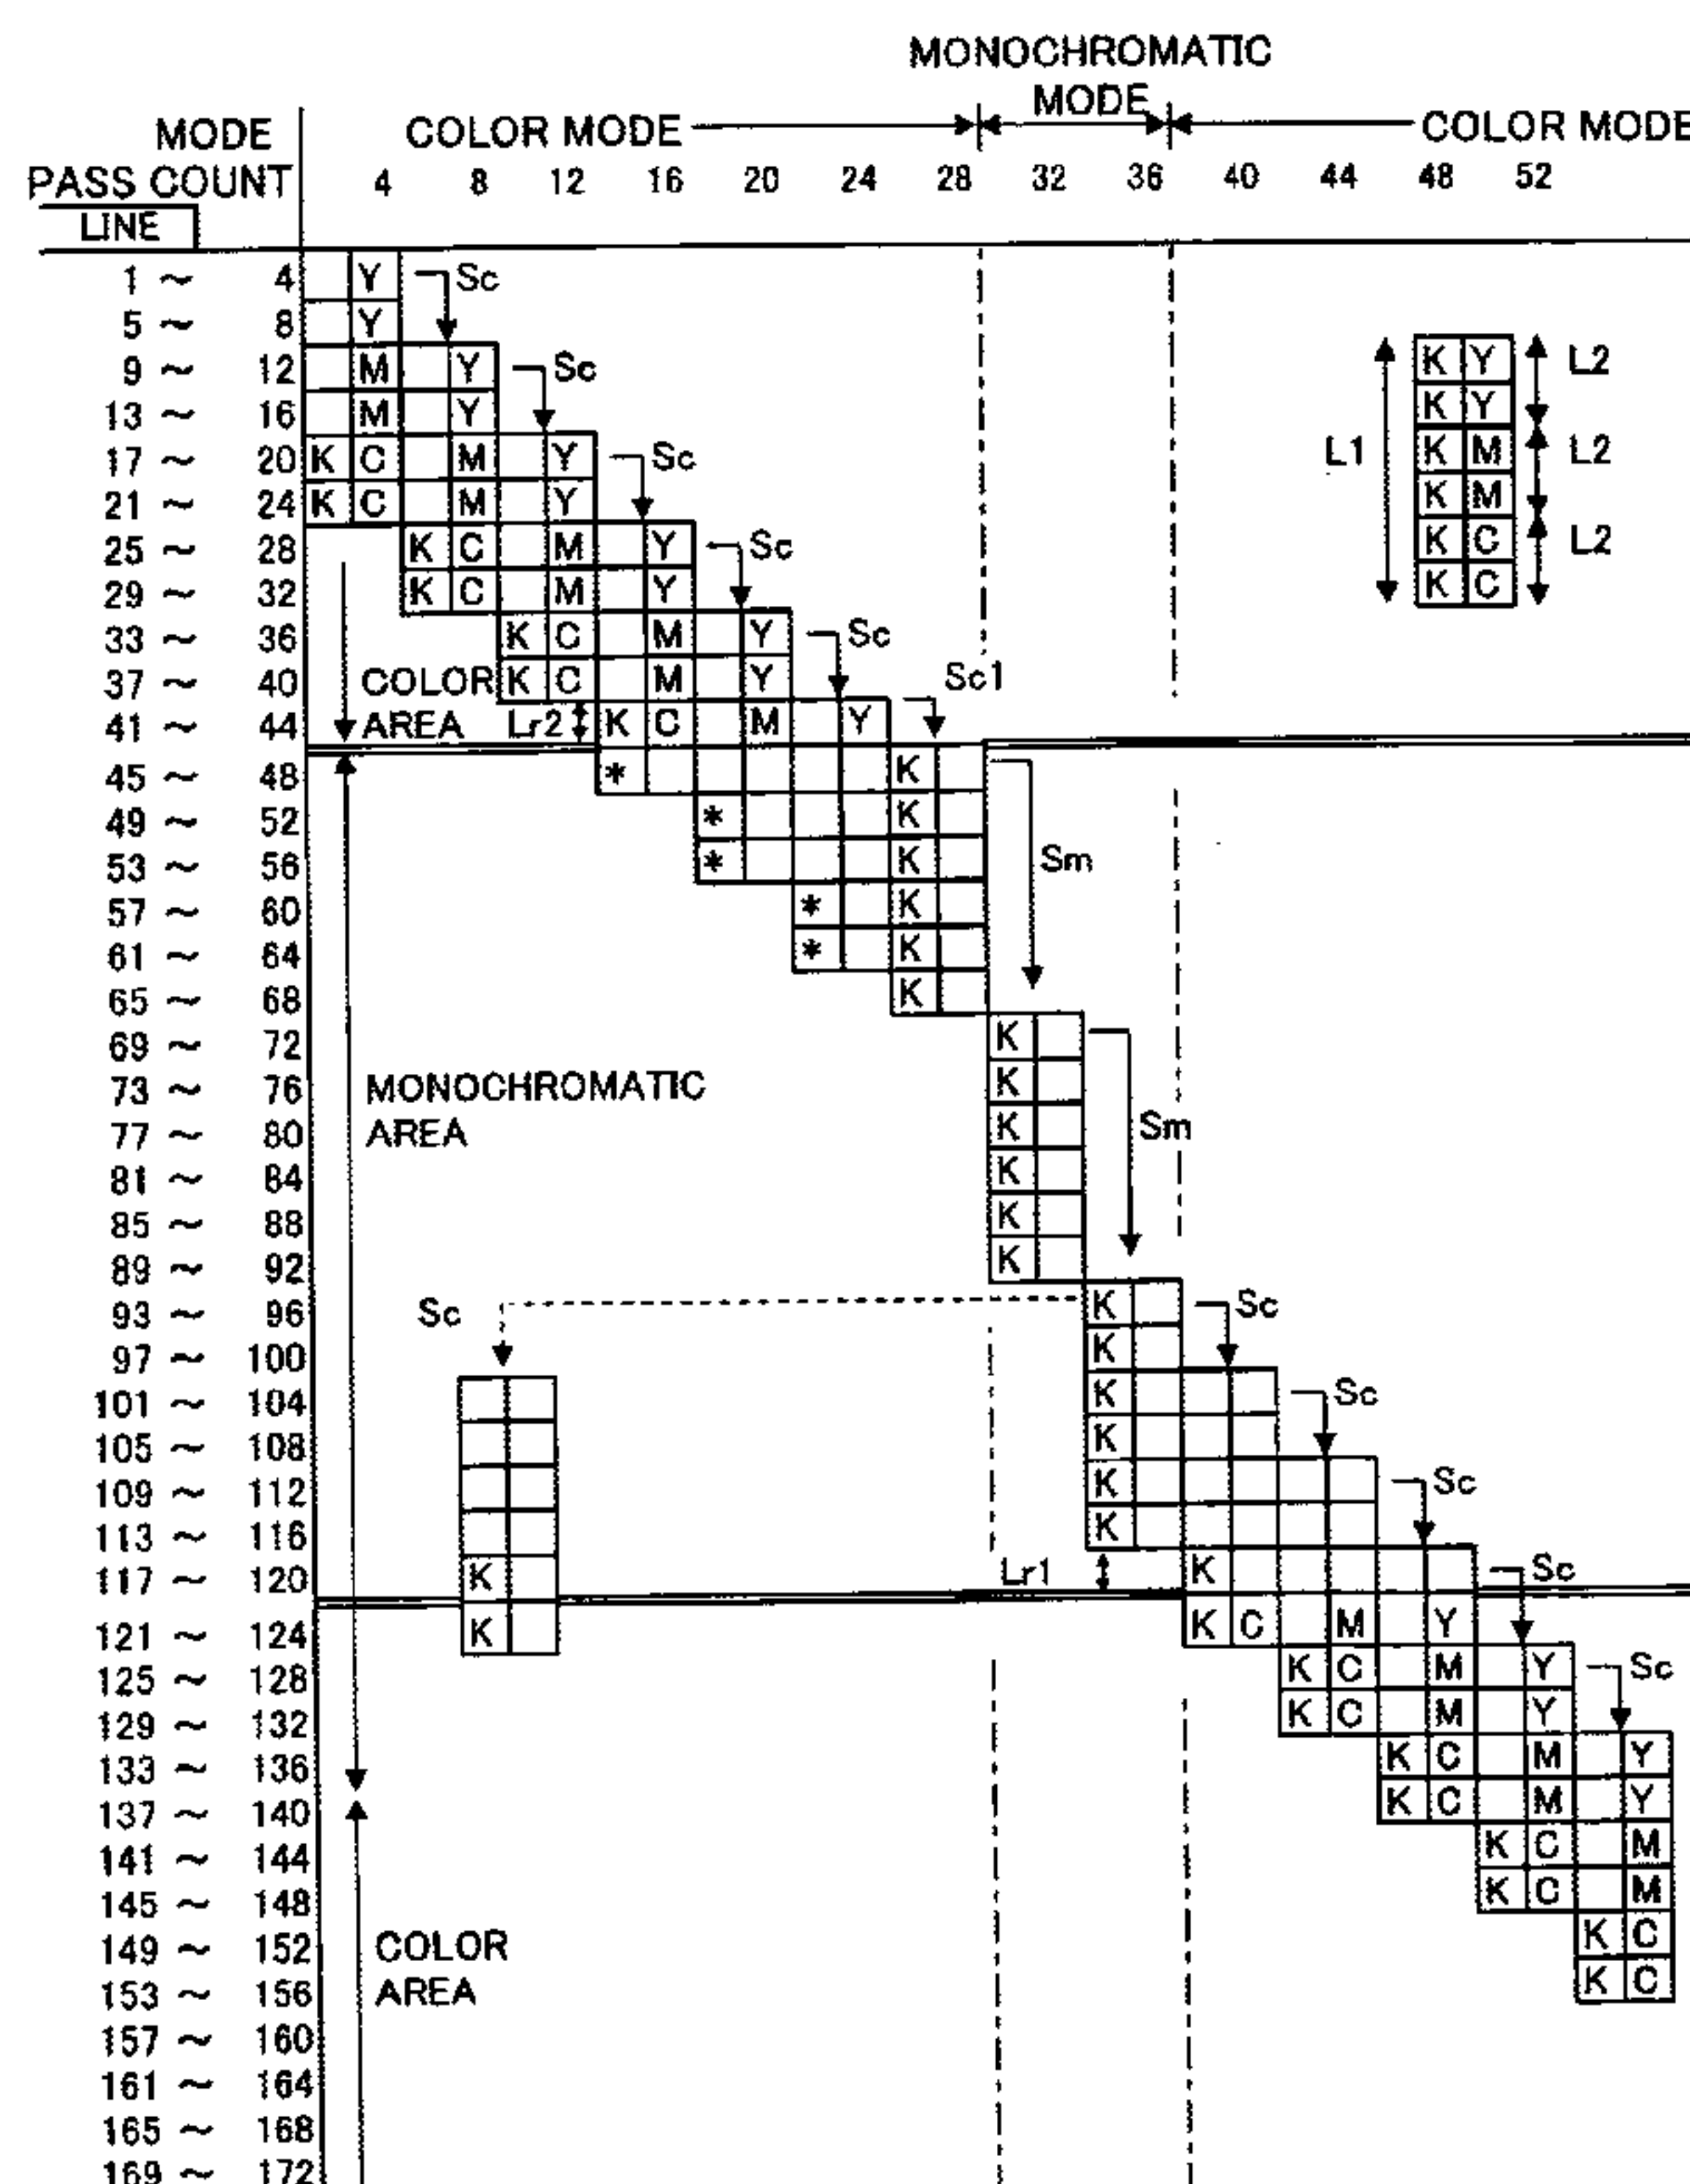 MONOCHROMATIC
MODE
MODE COLOR MODE COLOR MODE
PASS COUNT 4 8 12 16 20 24 28 32 36 40 44 48 52
LINE
1 ~ 4 Y Sc
5 ~ 8 Y
9 ~ 12 M Y Sc K Y L2
13 ~ 16 M Y K Y
17 ~ 20 K C M Y Sc L1 K M L2
21 ~ 24 K C M Y K M
25 ~ 28 K C M Y Sc K C L2
29 ~ 32 K C M Y K C
33 ~ 36 K C M Y Sc
37 ~ 40 COLOR K C M Y Sc1
41 ~ 44 AREA Lr2 K C M Y
45 ~ 48 * K
49 ~ 52 * K
53 ~ 56 * K Sm
57 ~ 60 * K
61 ~ 64 * K
65 ~ 68 K
69 ~ 72 K
73 ~ 76 MONOCHROMATIC K
77 ~ 80 AREA K Sm
81 ~ 84 K
85 ~ 88 K
89 ~ 92 K
93 ~ 96 Sc K Sc
97 ~ 100 K
101 ~ 104 K Sc
105 ~ 108 K
109 ~ 112 K Sc
113 ~ 116 K
117 ~ 120 K Lr1 K Sc
121 ~ 124 K K C M Y
125 ~ 128 K C M Y Sc
129 ~ 132 K C M Y
133 ~ 136 K C M Y
137 ~ 140 K C M Y
141 ~ 144 K C M
145 ~ 148 K C M
149 ~ 152 COLOR K C
153 ~ 156 AREA K C
157 ~ 160
161 ~ 164
165 ~ 168
169 ~ 172